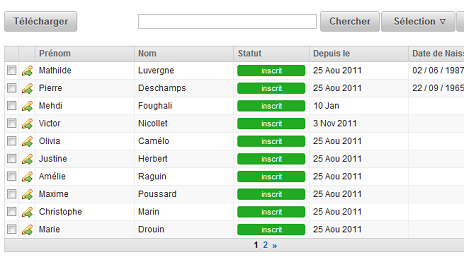 Télécharger Chercher Sélection ▽
Prénom Nom Statut Depuis le Date de Nais
Mathilde Luvergne inscrit 25 Aou 2011 02 / 06 / 1987
Pierre Deschamps inscrit 25 Aou 2011 22 / 09 / 1965
Mehdi Foughali inscrit 10 Jan
Victor Nicollet inscrit 3 Nov 2011
Olivia Camélo inscrit 25 Aou 2011
Justine Herbert inscrit 25 Aou 2011
Amélie Raguin inscrit 25 Aou 2011
Maxime Poussard inscrit 25 Aou 2011
Christophe Marin inscrit 25 Aou 2011
Marie Drouin inscrit 25 Aou 2011
1 2 »